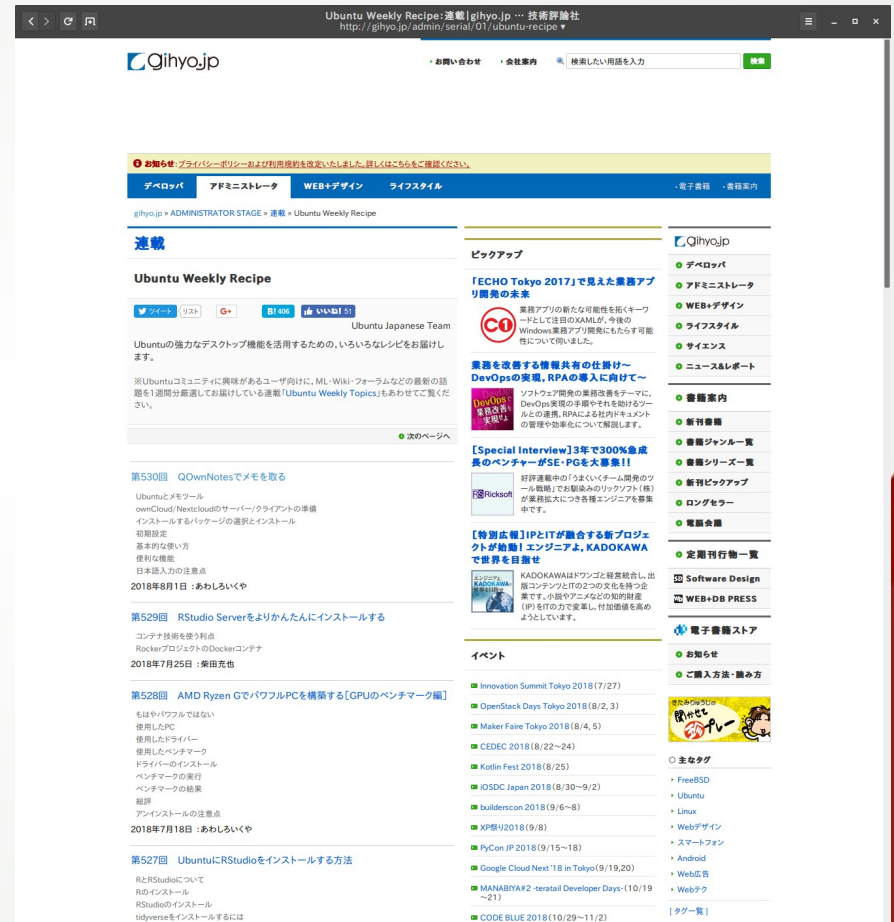 Ubuntu Weekly Recipe:連載|gihyo.jp … 技術評論社
http://gihyo.jp/admin/serial/01/ubuntu-recipe ▾
gihyo.jp
お問い合わせ
会社案内
検索したい用語を入力
検索
お知らせ:プライバシーポリシーおよび利用規約を改定いたしました。詳しくはこちらをご確認ください。
デベロッパ
アドミニストレータ
WEB+デザイン
ライフスタイル
・電子書籍
・書籍案内
gihyo.jp » ADMINISTRATOR STAGE » 連載 » Ubuntu Weekly Recipe
連載
Ubuntu Weekly Recipe
ツイート
リスト
G+
B! 406
いいね! 51
Ubuntu Japanese Team
Ubuntuの強力なデスクトップ機能を活用するための,いろいろなレシピをお届けし
ます。
※Ubuntuコミュニティに興味があるユーザ向けに,ML・Wiki・フォーラムなどの最新の話
題を1週間分厳選してお届けしている連載「Ubuntu Weekly Topics」もあわせてご覧くだ
さい。
次のページへ
第530回 QOwnNotesでメモを取る
Ubuntuとメモツール
ownCloud/Nextcloudのサーバー/クライアントの準備
インストールするパッケージの選択とインストール
初期設定
基本的な使い方
便利な機能
日本語入力の注意点
2018年8月1日 :あわしろいくや
第529回 RStudio Serverをよりかんたんにインストールする
コンテナ技術を使う利点
RockerプロジェクトのDockerコンテナ
2018年7月25日 :柴田充也
第528回 AMD Ryzen GでパワフルPCを構築する[GPUのベンチマーク編]
もはやパワフルではない
使用したPC
使用したドライバー
使用したベンチマーク
ドライバーのインストール
ベンチマークの実行
ベンチマークの結果
総評
アンインストールの注意点
2018年7月18日 :あわしろいくや
第527回 UbuntuにRStudioをインストールする方法
RとRStudioについて
Rのインストール
RStudioのインストール
tidyverseをインストールするには
ピックアップ
「ECHO Tokyo 2017」で見えた業務アプ
リ開発の未来
業務アプリの新たな可能性を拓くキーワ
ードとして注目のXAMLが,今後の
Windows業務アプリ開発にもたらす可能
性について伺いました。
C1
業務を改善する情報共有の仕掛け~
DevOpsの実現,RPAの導入に向けて~
ソフトウェア開発の業務改善をテーマに,
DevOps実現の手順やそれを助けるツー
ルとの連携,RPAによる社内ドキュメント
の管理や効率化について解説します。
DevOpsで
業務改善を
実現せよ
[Special Interview]3年で300%急成
長のベンチャーがSE・PGを大募集!!
好評連載中の「うまくいくチーム開発のツ
ール戦略」でお馴染みのリックソフト(株)
が業務拡大につき各種エンジニアを募集
中です。
Ricksoft
[特別広報]IPとITが融合する新プロジェ
クトが始動! エンジニアよ,KADOKAWA
で世界を目指せ
KADOKAWAはドワンゴと経営統合し,出
版コンテンツとITの2つの文化を持つ企
業です。小説やアニメなどの知的財産
(IP)をITの力で変革し,付加価値を高め
ようとしています。
エンジニアよ,
KADOKAWAで
世界を目指せ
イベント
Innovation Summit Tokyo 2018(7/27)
OpenStack Days Tokyo 2018(8/2, 3)
Maker Faire Tokyo 2018(8/4, 5)
CEDEC 2018(8/22~24)
Kotlin Fest 2018(8/25)
iOSDC Japan 2018(8/30~9/2)
builderscon 2018(9/6~8)
XP祭り2018(9/8)
PyCon JP 2018(9/15~18)
Google Cloud Next '18 in Tokyo(9/19,20)
MANABIYA#2 -teratail Developer Days-(10/19
~21)
CODE BLUE 2018(10/29~11/2)
gihyo.jp
デベロッパ
アドミニストレータ
WEB+デザイン
ライフスタイル
サイエンス
ニュース&レポート
書籍案内
新刊書籍
書籍ジャンル一覧
書籍シリーズ一覧
新刊ピックアップ
ロングセラー
電脳会議
定期刊行物一覧
SD Software Design
WEB+DB PRESS
電子書籍ストア
お知らせ
ご購入方法・読み方
きたみりゅうじの
聞かせて
プレー
主なタグ
FreeBSD
Ubuntu
Linux
Webデザイン
スマートフォン
Android
Web広告
Webテク
[ タグ一覧 ]